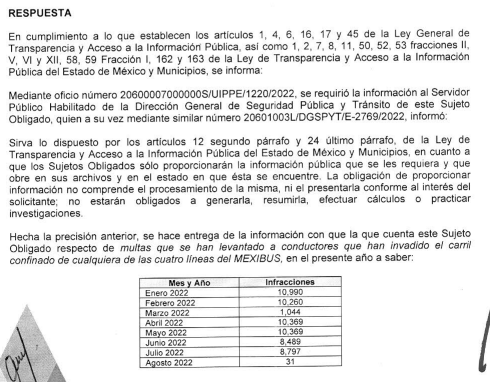 RESPUESTA
En cumplimiento a lo que establecen los artículos 1, 4, 6, 16, 17 y 45 de la Ley General de
Transparencia y Acceso a la Información Pública, así como 1, 2, 7, 8, 11, 50, 52, 53 fracciones II,
V, VI y XII, 58, 59 Fracción I, 162 y 163 de la Ley de Transparencia y Acceso a la Información
Pública del Estado de México y Municipios, se informa:
Mediante oficio número 20600007000000S/UIPPE/1220/2022, se requirió la información al Servidor
Público Habilitado de la Dirección General de Seguridad Pública y Tránsito de este Sujeto
Obligado, quien a su vez mediante similar número 20601003L/DGSPYT/E-2769/2022, informó:
Sirva lo dispuesto por los artículos 12 segundo párrafo y 24 último párrafo, de la Ley de
Transparencia y Acceso a la Información Pública del Estado de México y Municipios, en cuanto a
que los Sujetos Obligados sólo proporcionarán la información pública que se les requiera y que
obre en sus archivos y en el estado en que ésta se encuentre. La obligación de proporcionar
información no comprende el procesamiento de la misma, ni el presentarla conforme al interés del
solicitante; no estarán obligados a generarla, resumirla, efectuar cálculos o practicar
investigaciones.
Hecha la precisión anterior, se hace entrega de la información con la que cuenta este Sujeto
Obligado respecto de multas que se han levantado a conductores que han invadido el carril
confinado de cualquiera de las cuatro líneas del MEXIBUS, en el presente año a saber:
Mes y Año Infracciones
Enero 2022 10,990
Febrero 2022 10,260
Marzo 2022 1,044
Abril 2022 10,369
Mayo 2022 10,369
Junio 2022 8,489
Julio 2022 8,797
Agosto 2022 31